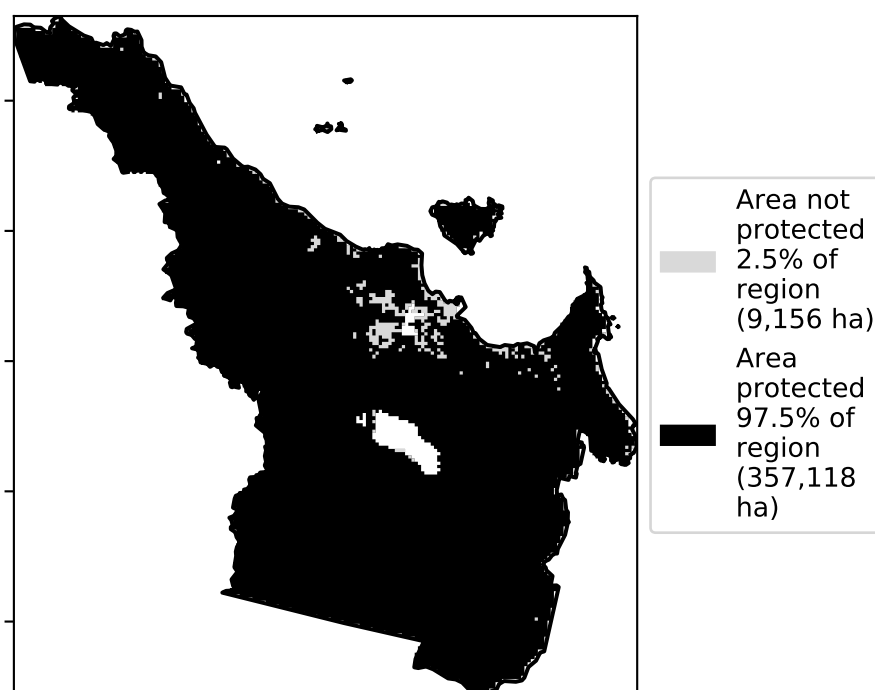 Area not
protected
2.5% of
region
(9,156 ha)
Area
protected
97.5% of
region
(357,118
ha)